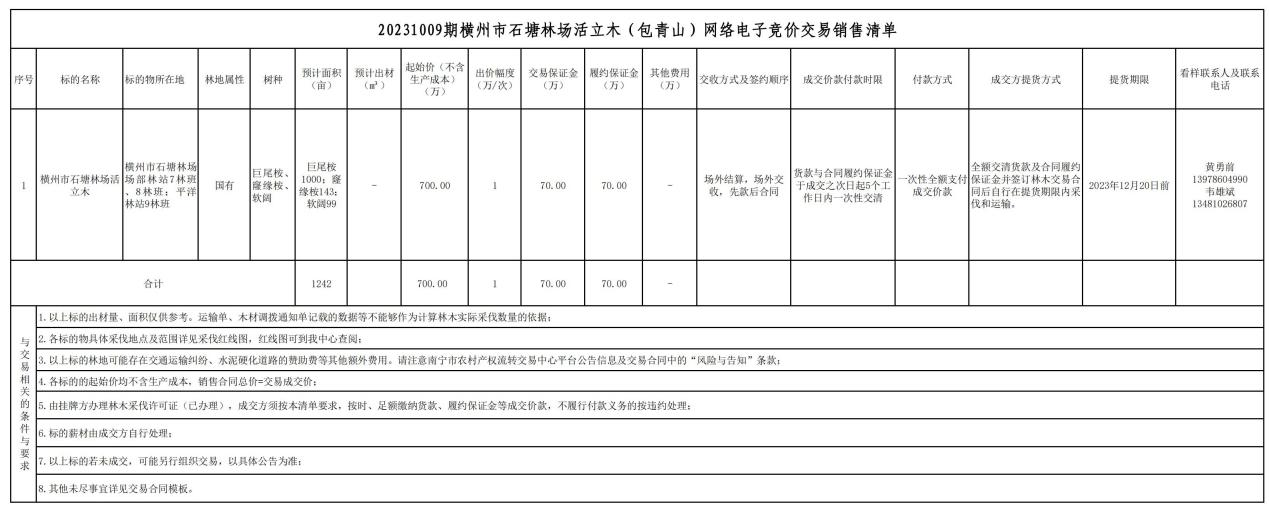 20231009期横州市石塘林场活立木（包青山）网络电子竞价交易销售清单
序号
标的名称
标的物所在地
林地属性
树种
预计面积
（亩）
预计出材
（m³）
起始价（不含
生产成本）
（万）
出价幅度
（万/次）
交易保证金
（万）
履约保证金
（万）
其他费用
（万）
交收方式及签约顺序
成交价款付款时限
付款方式
成交方提货方式
提货期限
看样联系人及联系
电话
1
横州市石塘林场活
立木
横州市石塘林场
场部林站7林班
、8林班；平洋
林站9林班
国有
巨尾桉、
窿缘桉、
软阔
巨尾桉
1000；窿
缘桉143；
软阔99
-
700.00
1
70.00
70.00
-
场外结算，场外交
收，先款后合同
货款与合同履约保证金
于成交之次日起5个工
作日内一次性交清
一次性全额支付
成交价款
全额交清货款及合同履约
保证金并签订林木交易合
同后自行在提货期限内采
伐和运输。
2023年12月20日前
黄勇前
13978604990
韦雄斌
13481026807
合计
1242
700.00
1
70.00
70.00
-
与交易相关的条件与要求
1.以上标的出材量、面积仅供参考。运输单、木材调拨通知单记载的数据等不能够作为计算林木实际采伐数量的依据；
2.各标的物具体采伐地点及范围详见采伐红线图，红线图可到我中心查阅；
3.以上标的林地可能存在交通运输纠纷、水泥硬化道路的赞助费等其他额外费用。请注意南宁市农村产权流转交易中心平台公告信息及交易合同中的“风险与告知”条款；
4.各标的的起始价均不含生产成本，销售合同总价=交易成交价；
5.由挂牌方办理林木采伐许可证（已办理），成交方须按本清单要求，按时、足额缴纳货款、履约保证金等成交价款，不履行付款义务的按违约处理；
6.标的薪材由成交方自行处理；
7.以上标的若未成交，可能另行组织交易，以具体公告为准；
8.其他未尽事宜详见交易合同模板。